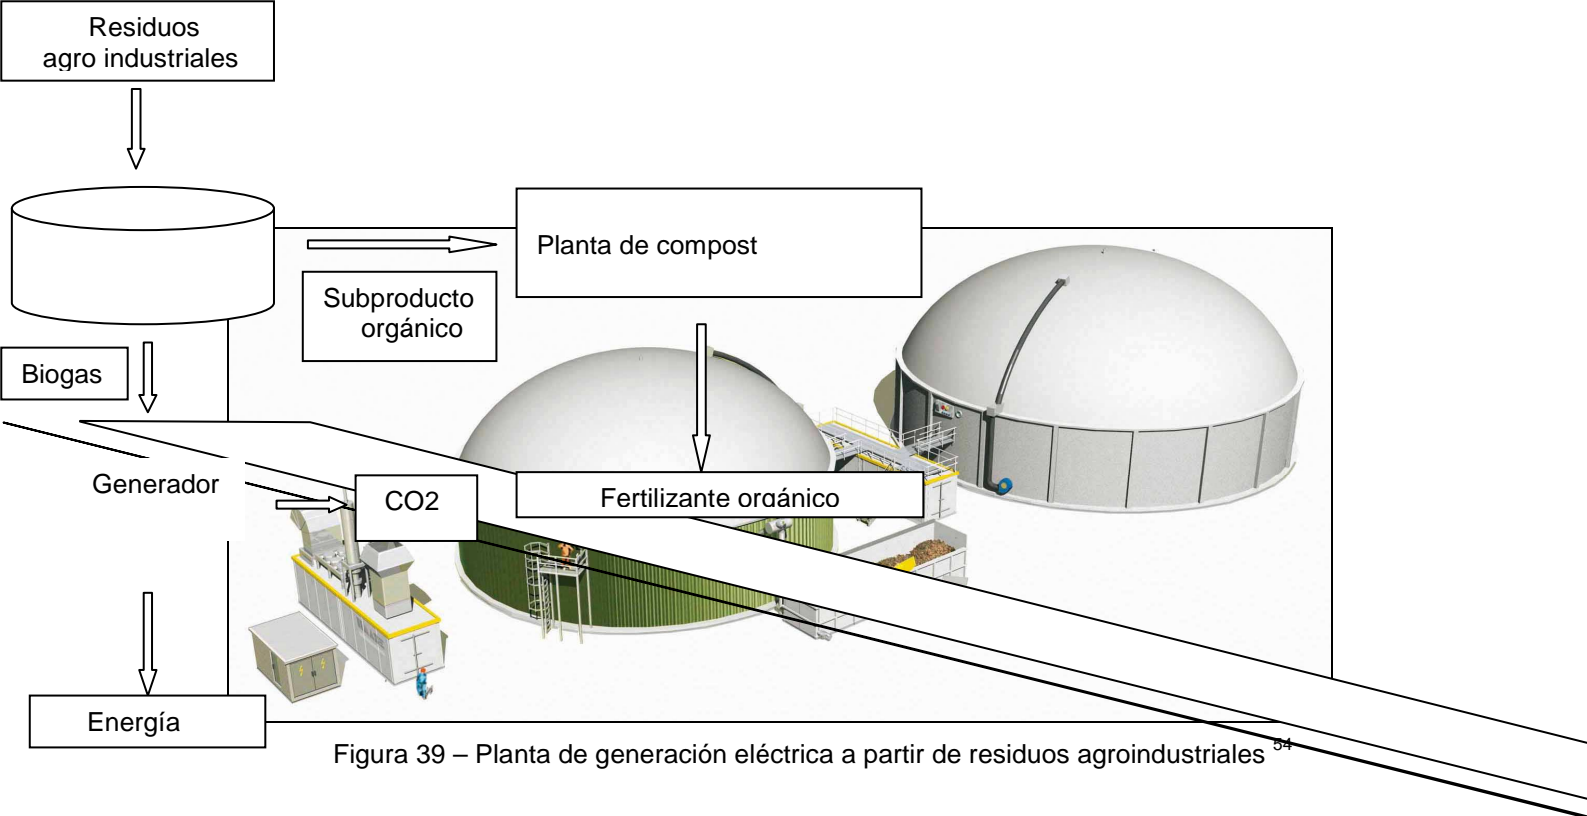 Residuos
agro industriales
Planta de compost
Subproducto
orgánico
Biogas
Generador
CO2
Fertilizante orgánico
Energía
Figura 39 – Planta de generación eléctrica a partir de residuos agroindustriales 54